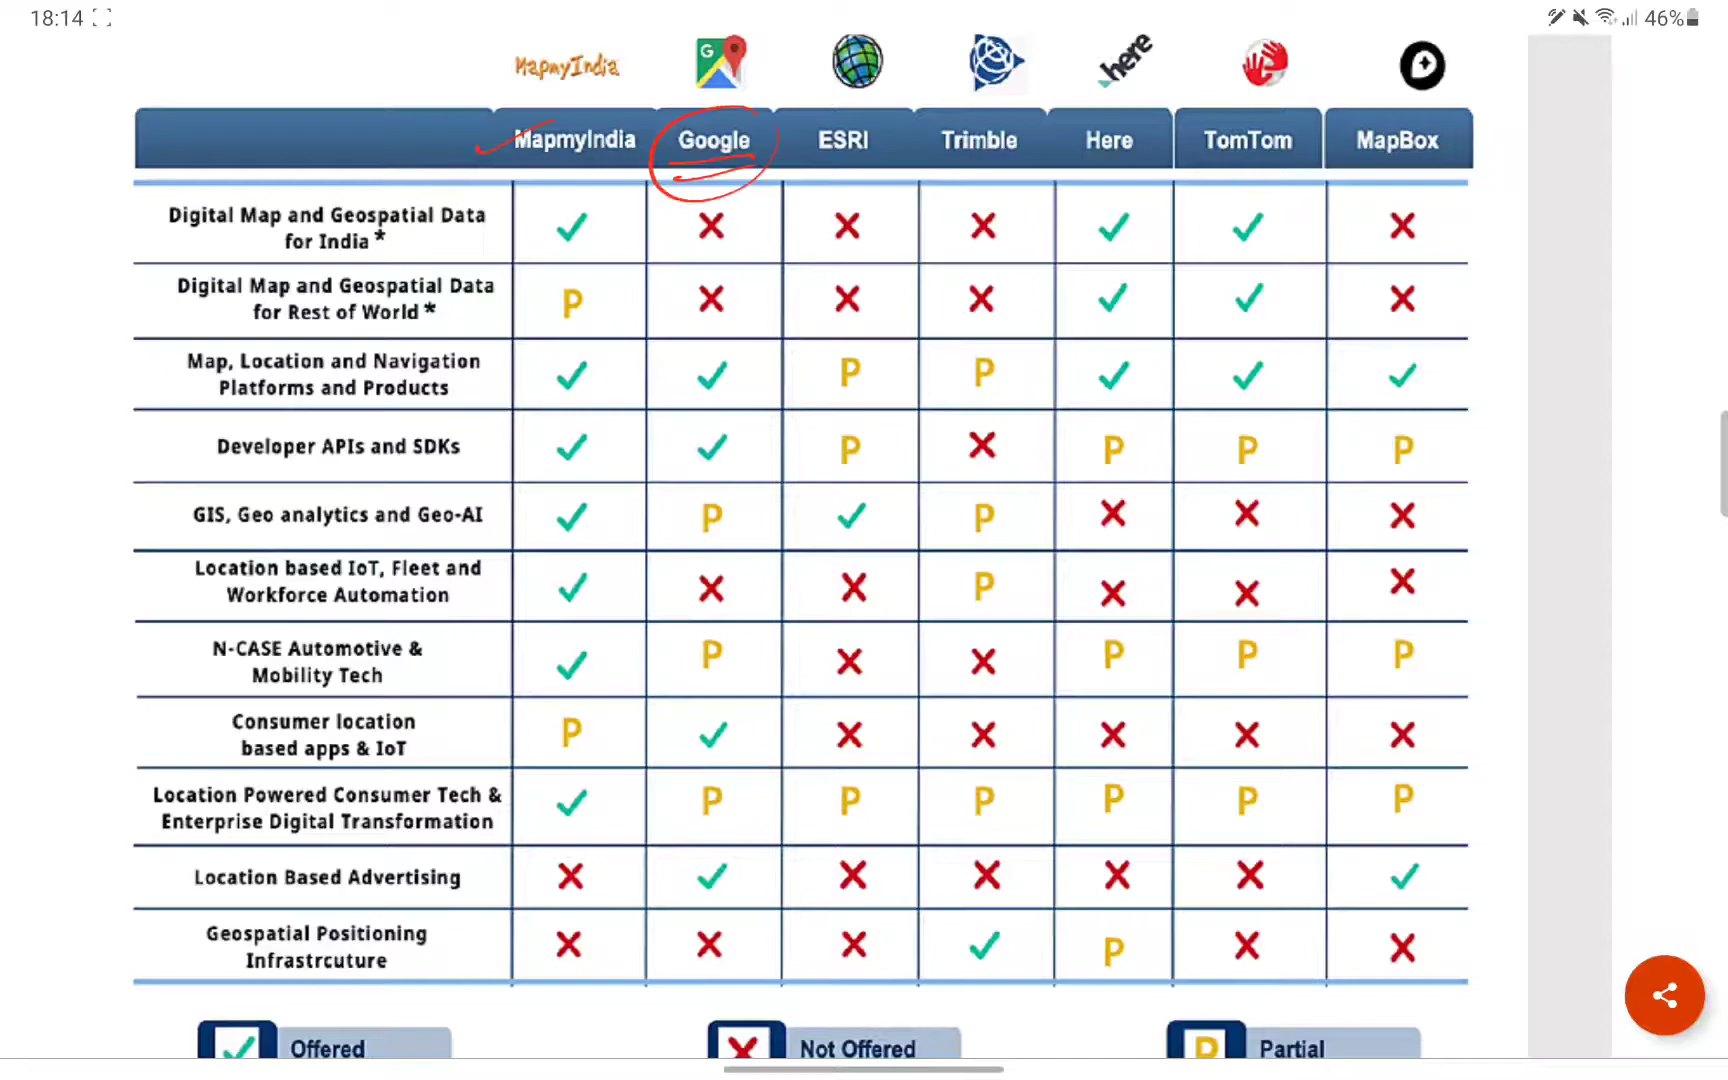 18:14
46%
MapmyIndia
G
here
MapmyIndia
Google
ESRI
Trimble
Here
TomTom
MapBox
Digital Map and Geospatial Data
for India *
Digital Map and Geospatial Data
for Rest of World *
P
Map, Location and Navigation
Platforms and Products
P
P
Developer APIs and SDKs
P
P
P
P
GIS, Geo analytics and Geo-AI
P
P
Location based IoT, Fleet and
Workforce Automation
P
N-CASE Automotive &
Mobility Tech
P
P
P
P
Consumer location
based apps & IoT
P
Location Powered Consumer Tech &
Enterprise Digital Transformation
P
P
P
P
P
P
Location Based Advertising
Geospatial Positioning
Infrastrcuture
P
Offered
Not Offered
P
Partial